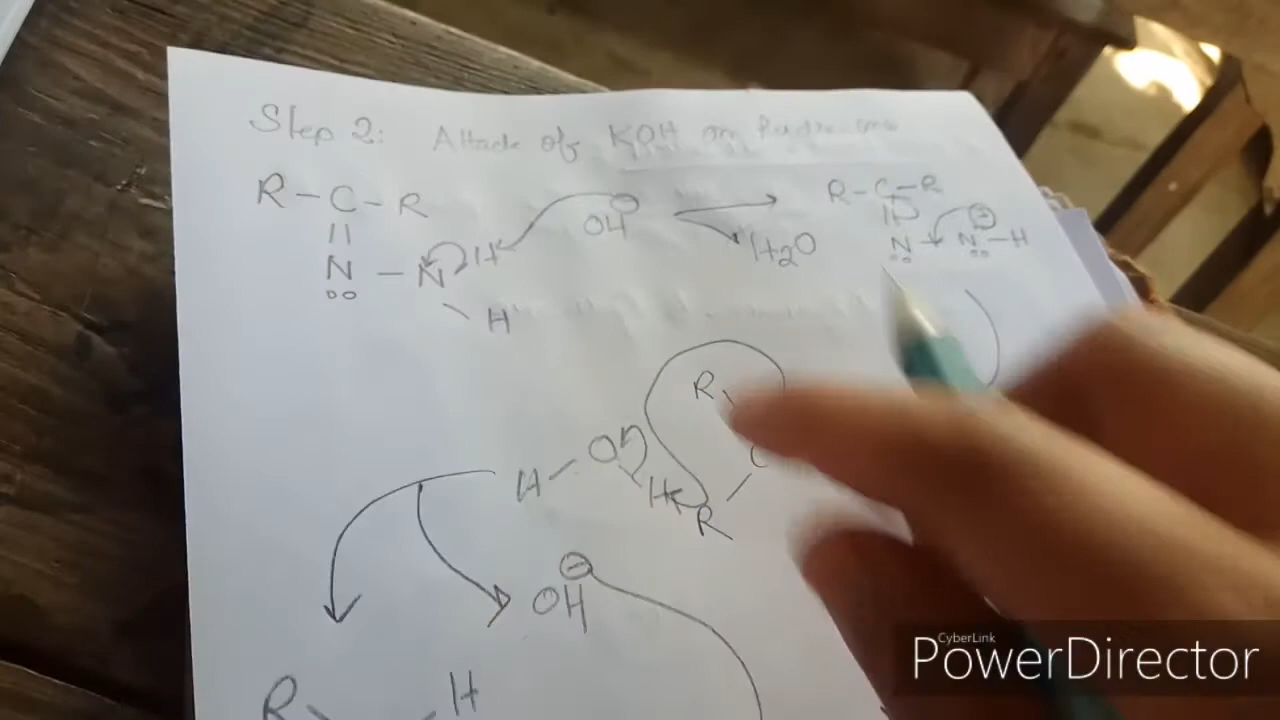 Step 2: Attack of KOH on
R-C-R OH ⊖ R-C-R
|| ||
N - N H H2O N N ⊖ -H
H
R
H-O H C
R
OH ⊖
R H
CyberLink
PowerDirector